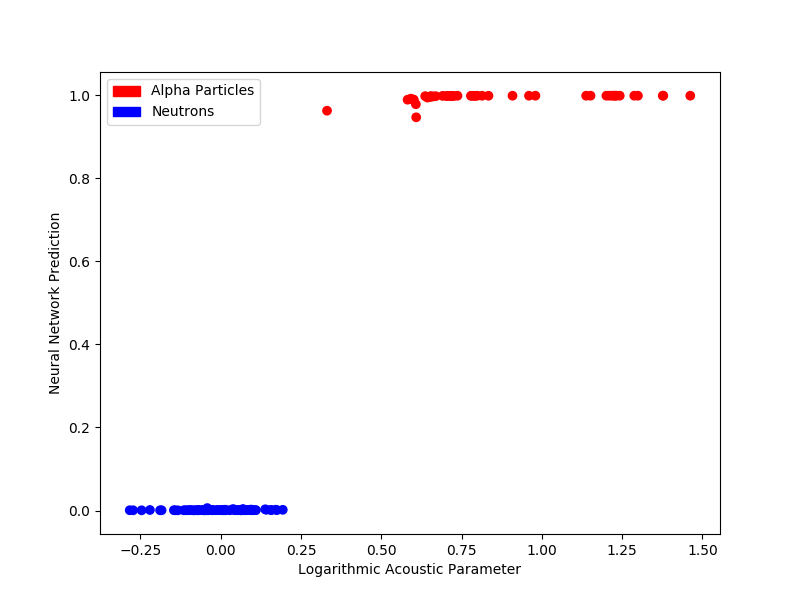 Alpha Particles
Neutrons
1.0
0.8
0.6
0.4
0.2
0.0
Neural Network Prediction
−0.25 0.00 0.25 0.50 0.75 1.00 1.25 1.50
Logarithmic Acoustic Parameter